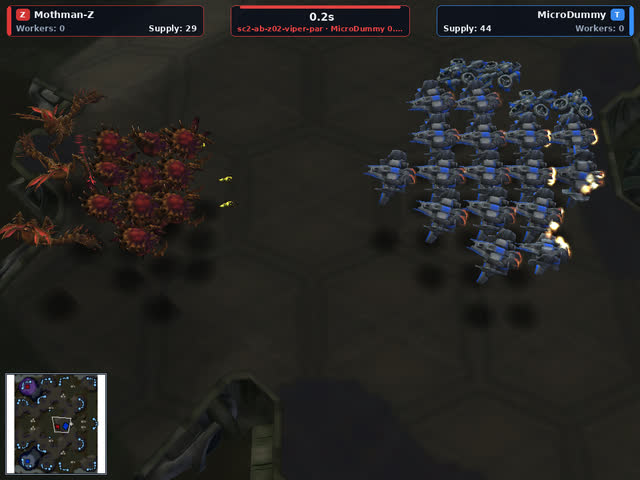 Z Mothman-Z
Workers: 0 Supply: 29
0.2s
sc2-ab-z02-viper-par · MicroDummy 0....
MicroDummy T
Supply: 44 Workers: 0